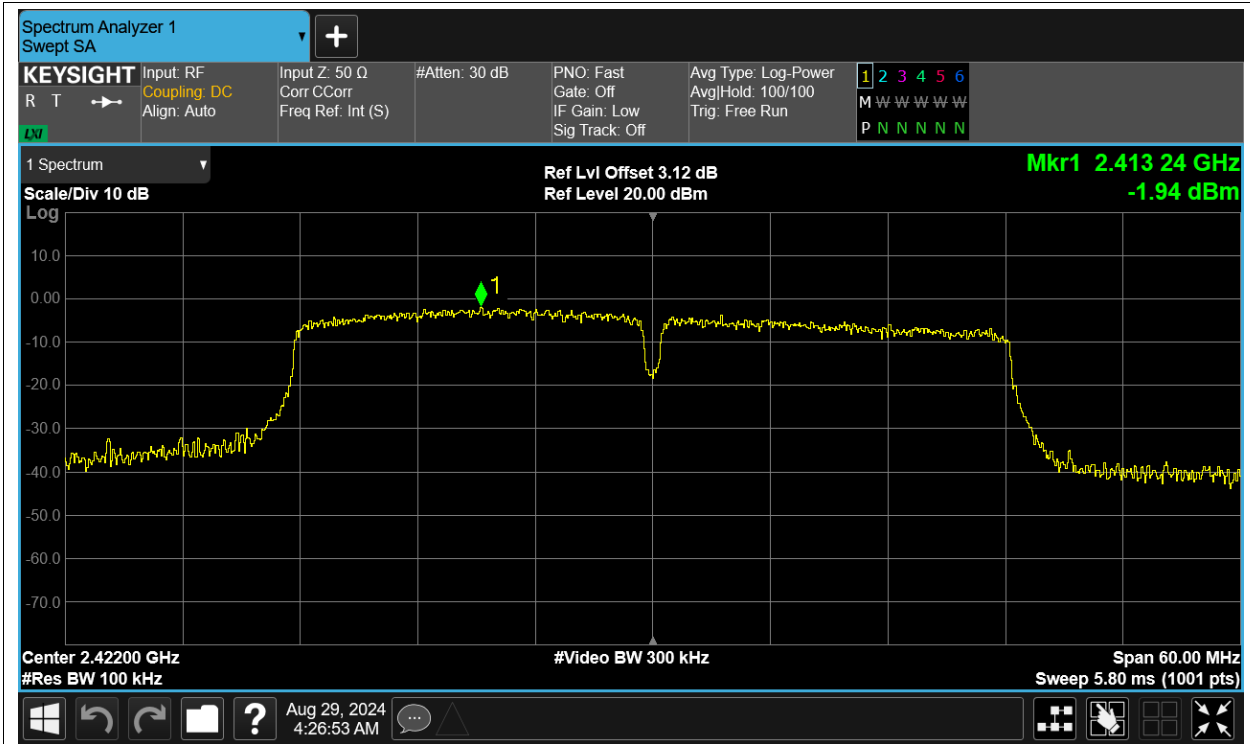 Spectrum Analyzer 1
Swept SA
+
KEYSIGHT Input: RF Input Z: 50 Ω #Atten: 30 dB PNO: Fast Avg Type: Log-Power 1 2 3 4 5 6
R T Coupling: DC Corr CCorr Gate: Off Avg|Hold: 100/100 M W W W W W
Align: Auto Freq Ref: Int (S) IF Gain: Low Trig: Free Run
LXI Sig Track: Off P N N N N N
1 Spectrum Ref Lvl Offset 3.12 dB Mkr1 2.413 24 GHz
Scale/Div 10 dB Ref Level 20.00 dBm -1.94 dBm
Log
10.0
1
0.00
-10.0
-20.0
-30.0
-40.0
-50.0
-60.0
-70.0
Center 2.42200 GHz #Video BW 300 kHz Span 60.00 MHz
#Res BW 100 kHz Sweep 5.80 ms (1001 pts)
? Aug 29, 2024
4:26:53 AM